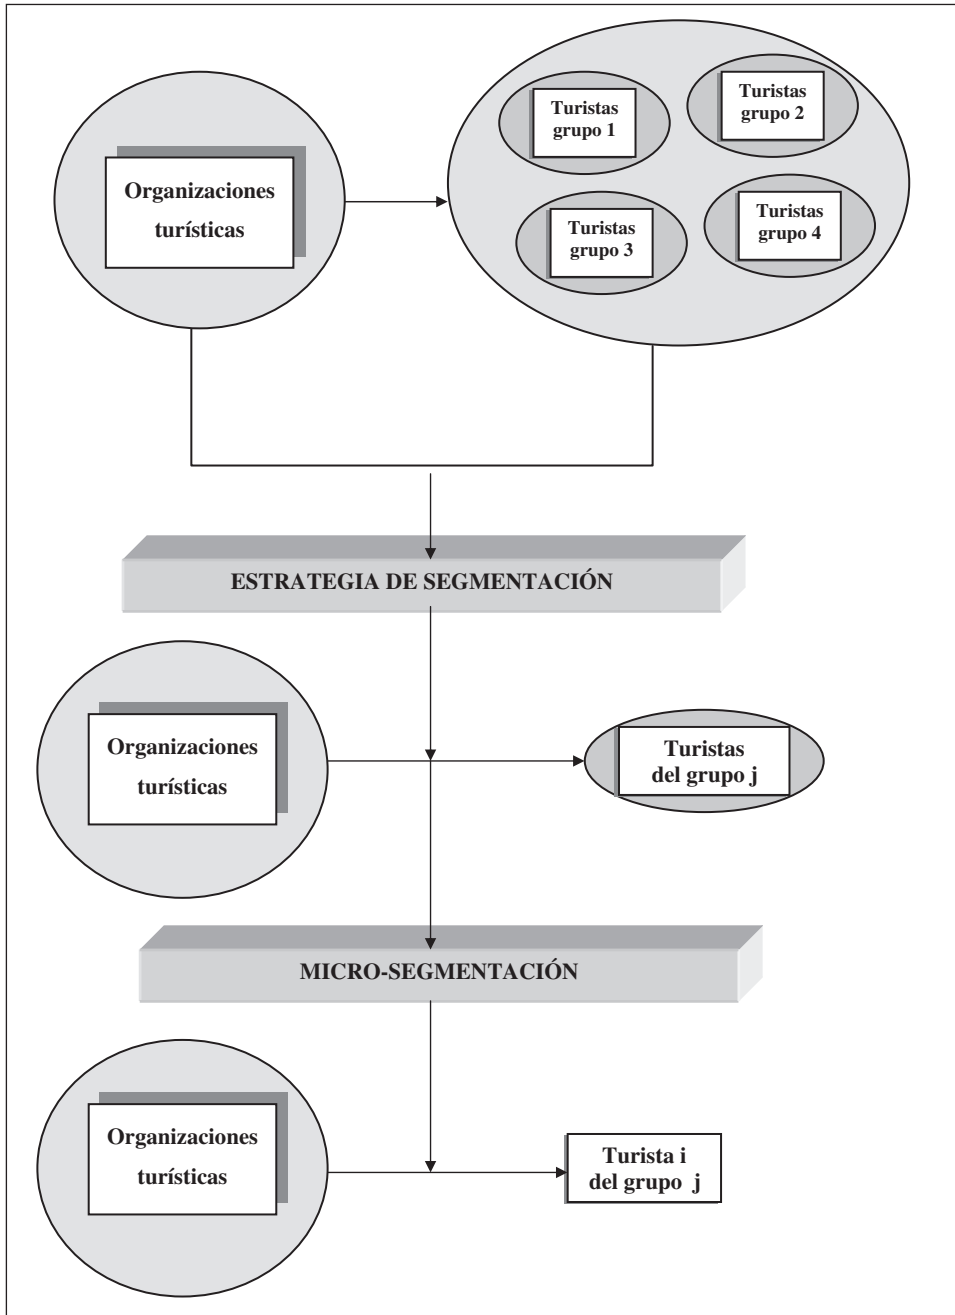 Organizaciones
turísticas
Turistas
grupo 1
Turistas
grupo 2
Turistas
grupo 3
Turistas
grupo 4
ESTRATEGIA DE SEGMENTACIÓN
Organizaciones
turísticas
Turistas
del grupo j
MICRO-SEGMENTACIÓN
Organizaciones
turísticas
Turista i
del grupo j